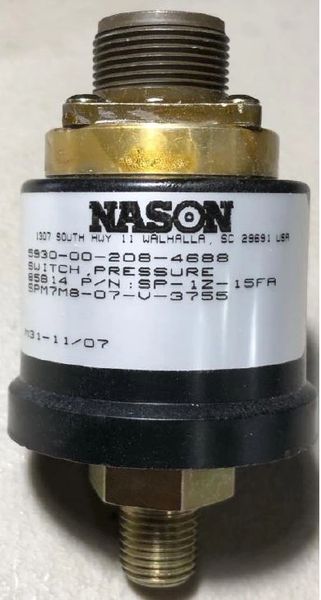 NASON
1307 SOUTH HWY 11 WALHALLA, SC 29691 USA
5930-00-208-4688
SWITCH,PRESSURE
85814 P/N:SP-1Z-15FA
SPM7M8-07-V-3755
M31-11/07